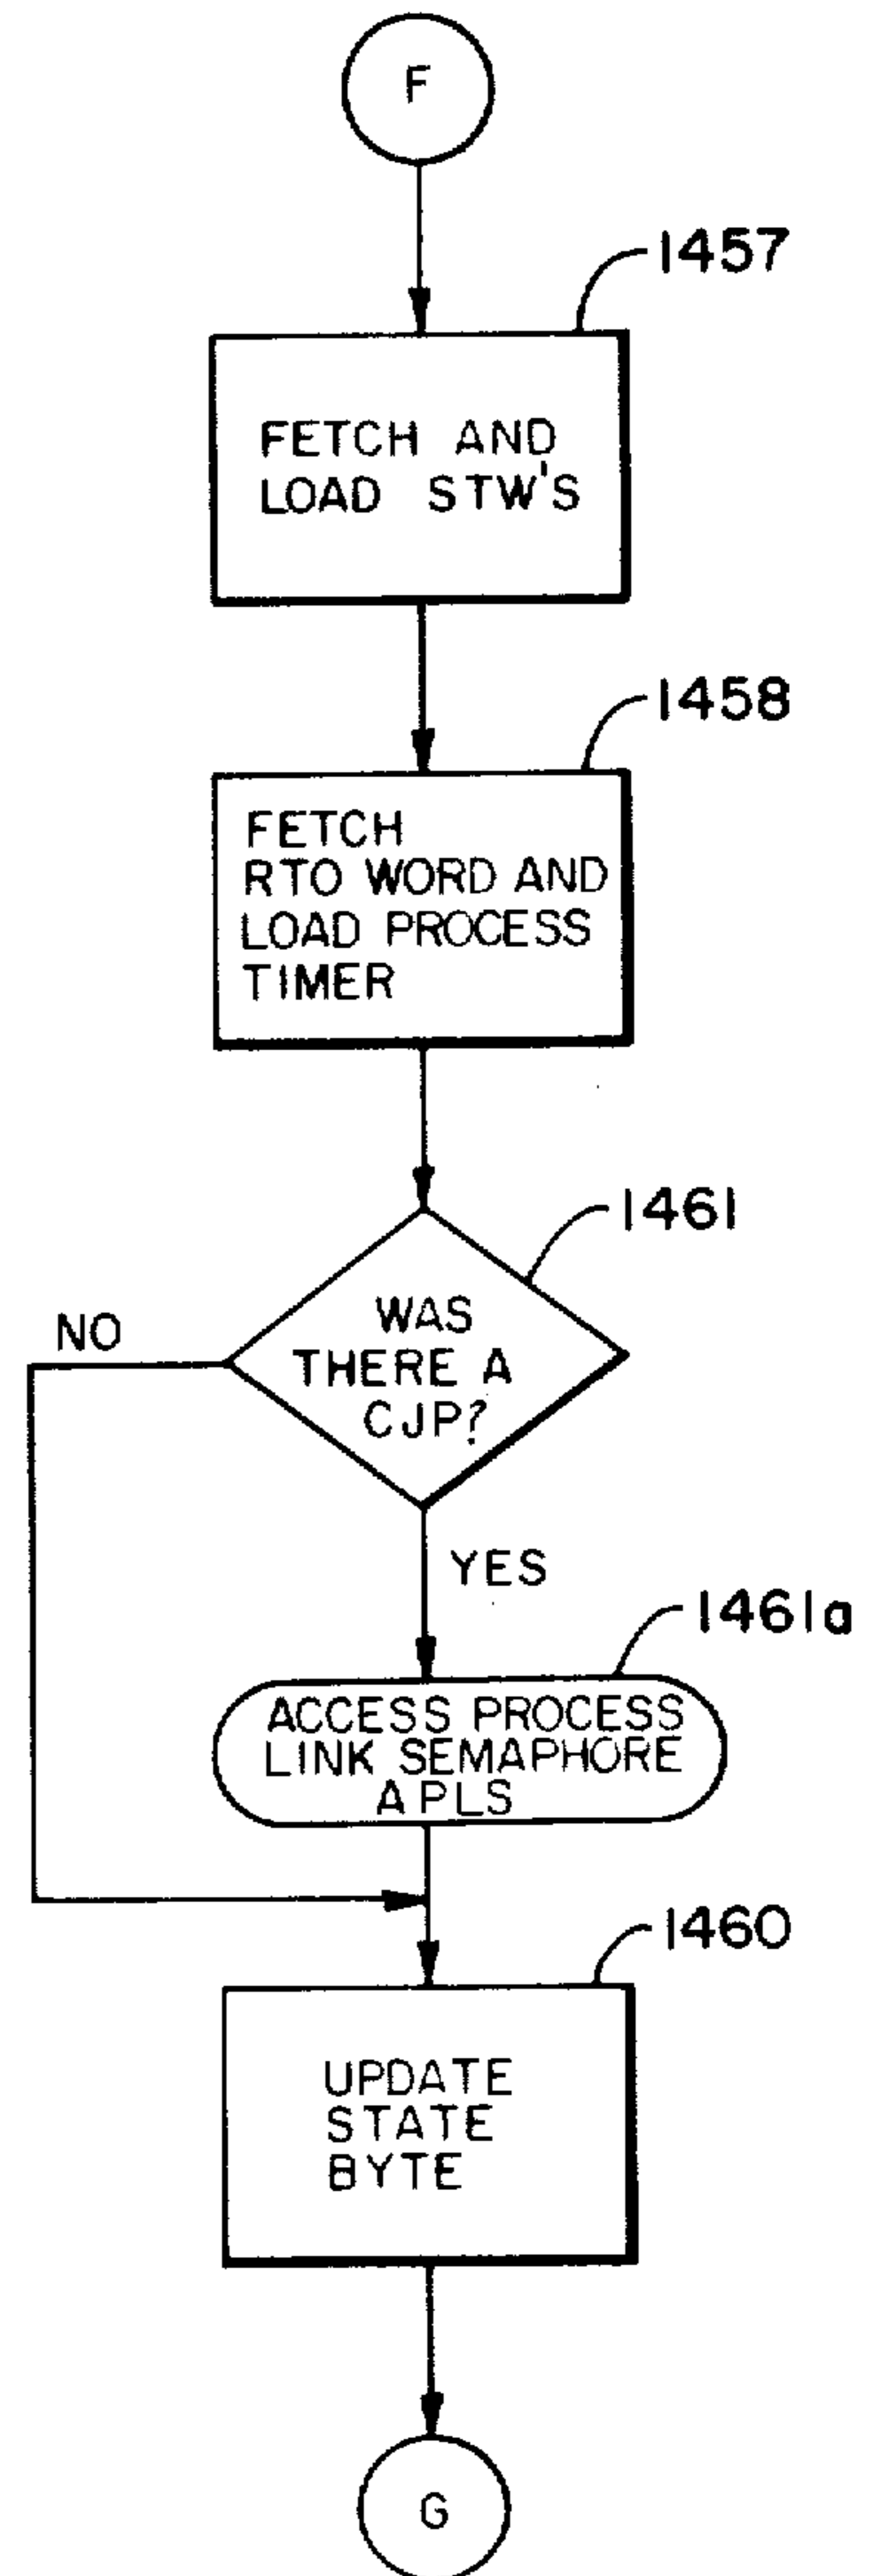 F
1457
FETCH AND
LOAD STW'S
1458
FETCH
RTO WORD AND
LOAD PROCESS
TIMER
1461
WAS
THERE A
CJP?
NO
YES
1461a
ACCESS PROCESS
LINK SEMAPHORE
APLS
1460
UPDATE
STATE
BYTE
G